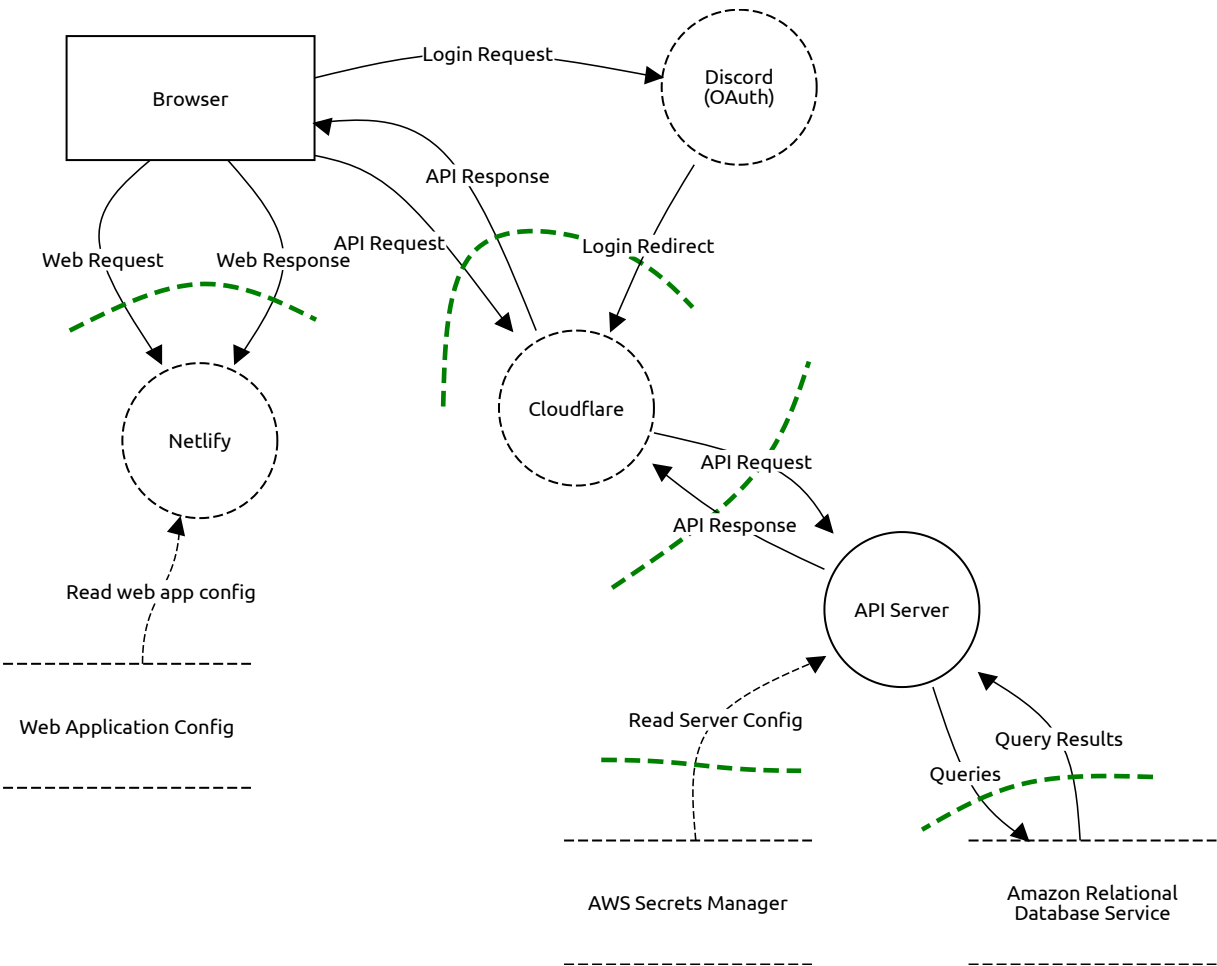 Login Request
Discord
(OAuth)
Browser
API Response
API Request
Login Redirect
Web Request
Web Response
Cloudflare
Netlify
API Request
API Response
Read web app config
API Server
Web Application Config
Read Server Config
Query Results
Queries
AWS Secrets Manager
Amazon Relational
Database Service